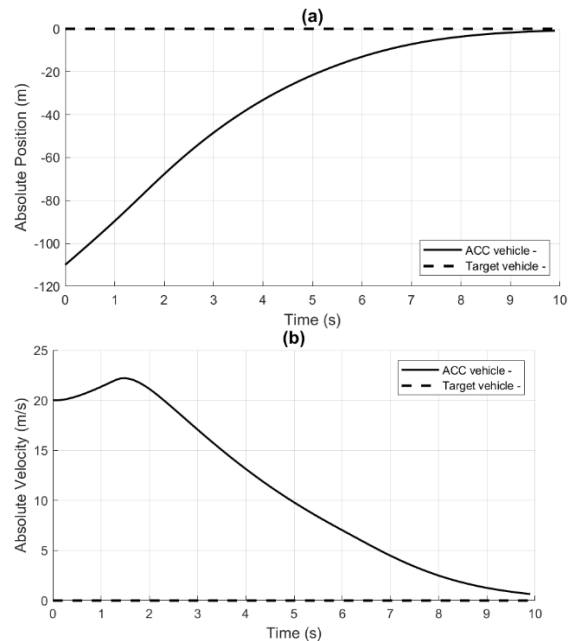 (a)
0
-20
-40
-60
-80
-100
-120
Absolute Position (m)
ACC vehicle -
Target vehicle -
0 1 2 3 4 5 6 7 8 9 10
Time (s)
(b)
25
20
15
10
5
0
Absolute Velocity (m/s)
ACC vehicle -
Target vehicle -
0 1 2 3 4 5 6 7 8 9 10
Time (s)